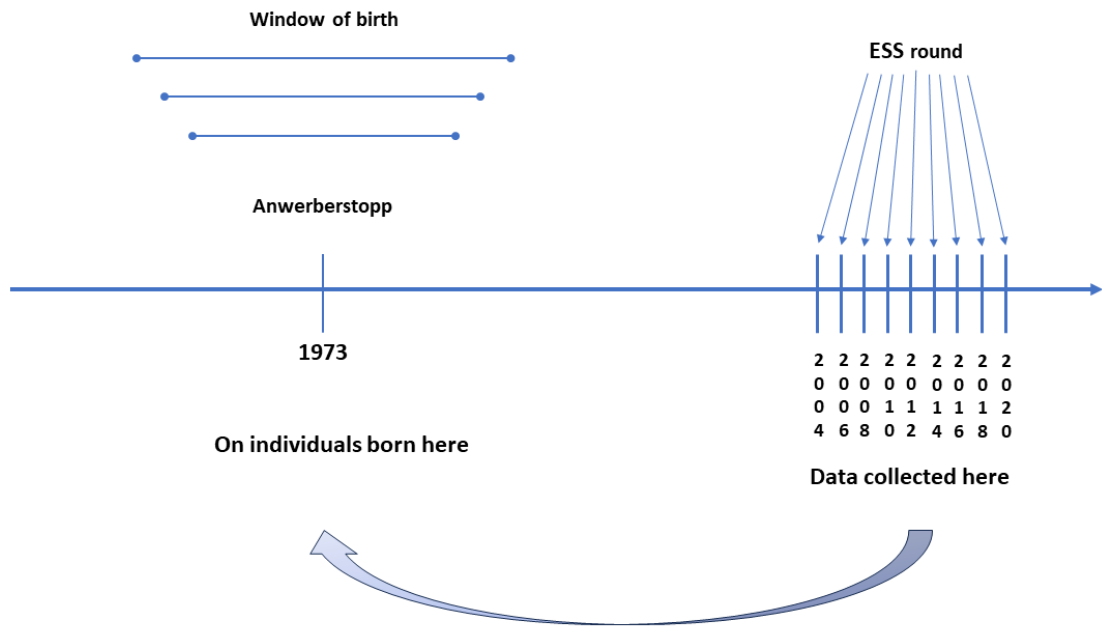 Window of birth
ESS round
Anwerberstopp
1973
2004
2006
2008
2010
2012
2014
2016
2018
2020
On individuals born here
Data collected here